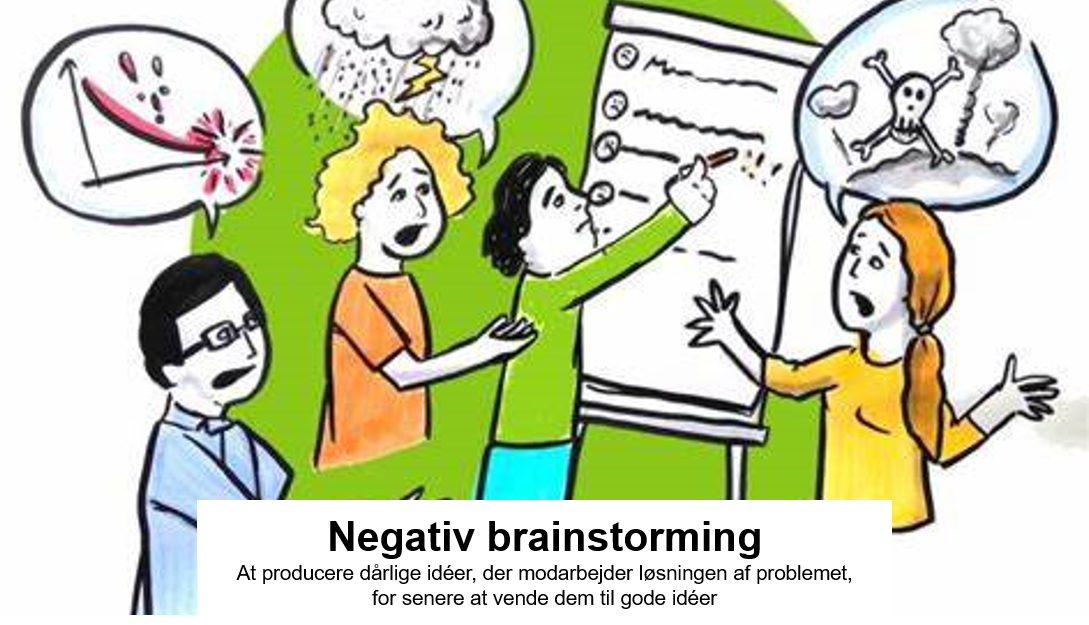 Negativ brainstorming
At producere dårlige idéer, der modarbejder løsningen af problemet,
for senere at vende dem til gode idéer